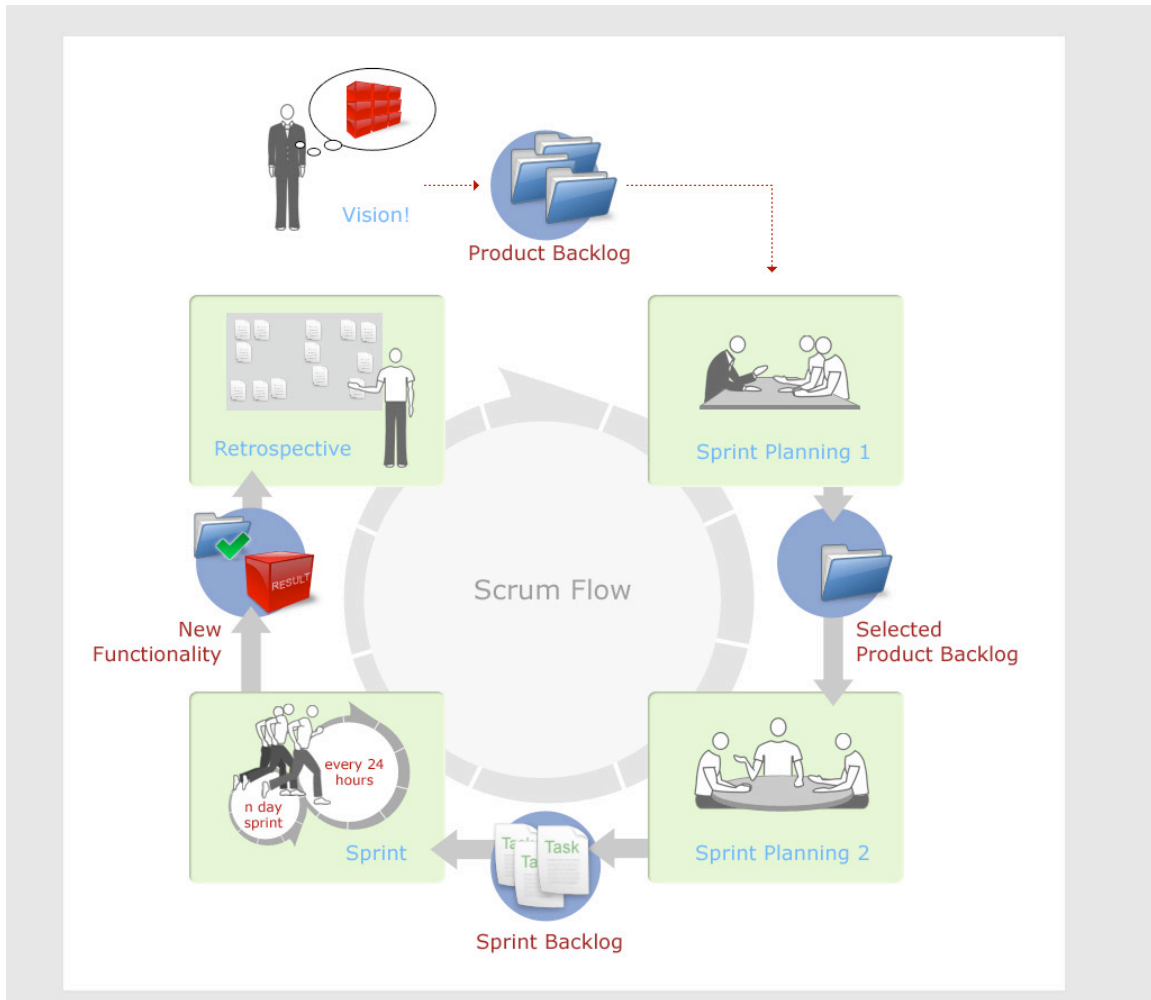 Vision!
Product Backlog
Retrospective
Sprint Planning 1
Scrum Flow
RESULT
New
Functionality
Selected
Product Backlog
every 24
hours
n day
sprint
Sprint
Task
Task
Sprint Planning 2
Sprint Backlog